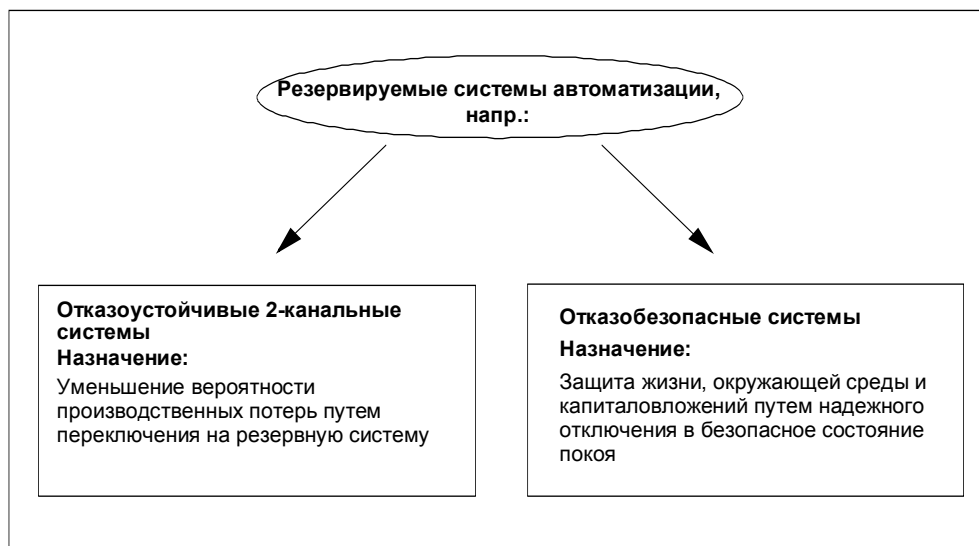 Резервируемые системы автоматизации,
напр.:
Отказоустойчивые 2-канальные
системы
Назначение:
Уменьшение вероятности
производственных потерь путем
переключения на резервную систему
Отказобезопасные системы
Назначение:
Защита жизни, окружающей среды и
капиталовложений путем надежного
отключения в безопасное состояние
покоя